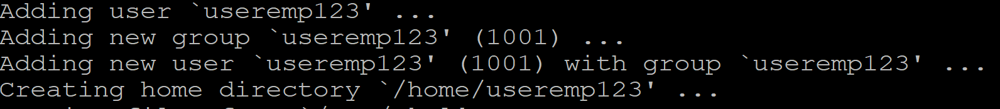 Adding user `useremp123' ...
Adding new group `useremp123' (1001) ...
Adding new user `useremp123' (1001) with group `useremp123' ...
Creating home directory `/home/useremp123' ...